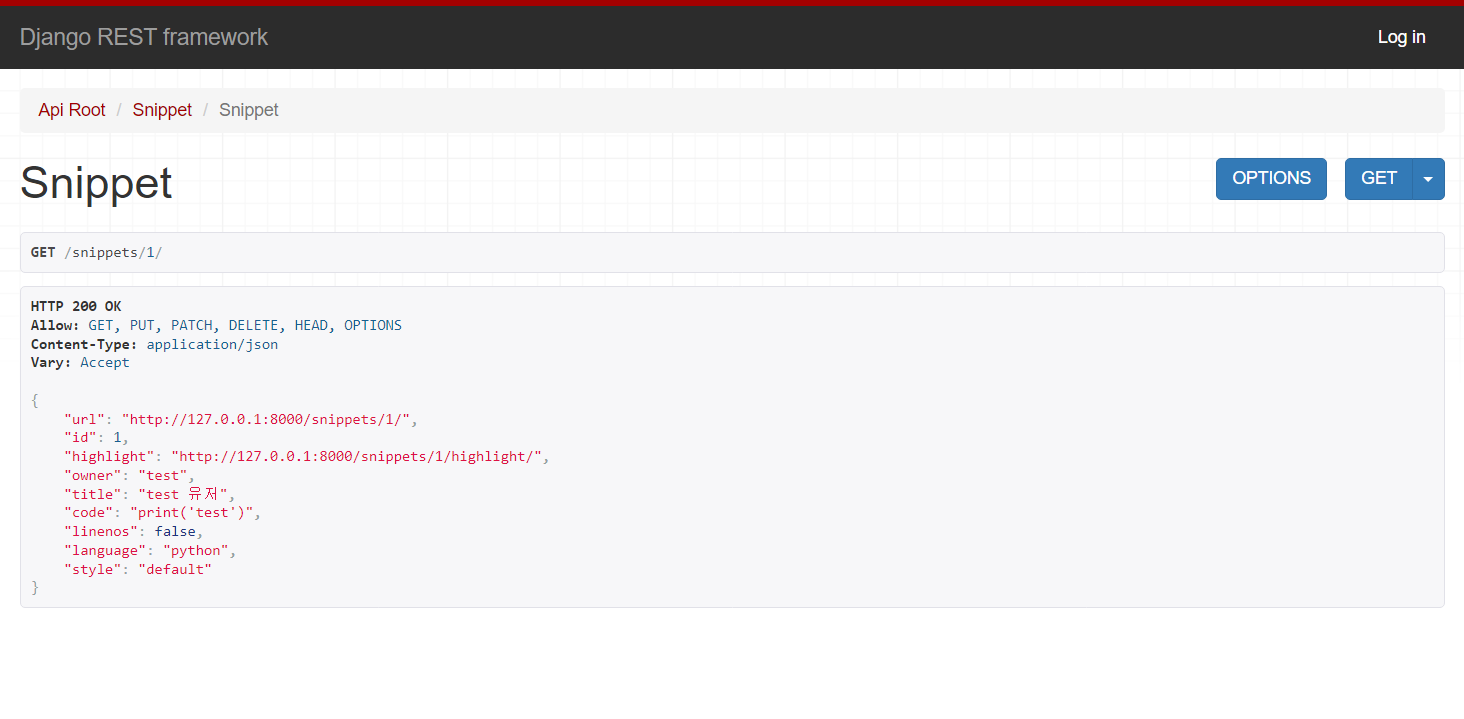 Django REST framework
Log in
Api Root / Snippet / Snippet
Snippet
OPTIONS
GET
GET /snippets/1/
HTTP 200 OK
Allow: GET, PUT, PATCH, DELETE, HEAD, OPTIONS
Content-Type: application/json
Vary: Accept
{
    "url": "http://127.0.0.1:8000/snippets/1/",
    "id": 1,
    "highlight": "http://127.0.0.1:8000/snippets/1/highlight/",
    "owner": "test",
    "title": "test 유저",
    "code": "print('test')",
    "linenos": false,
    "language": "python",
    "style": "default"
}